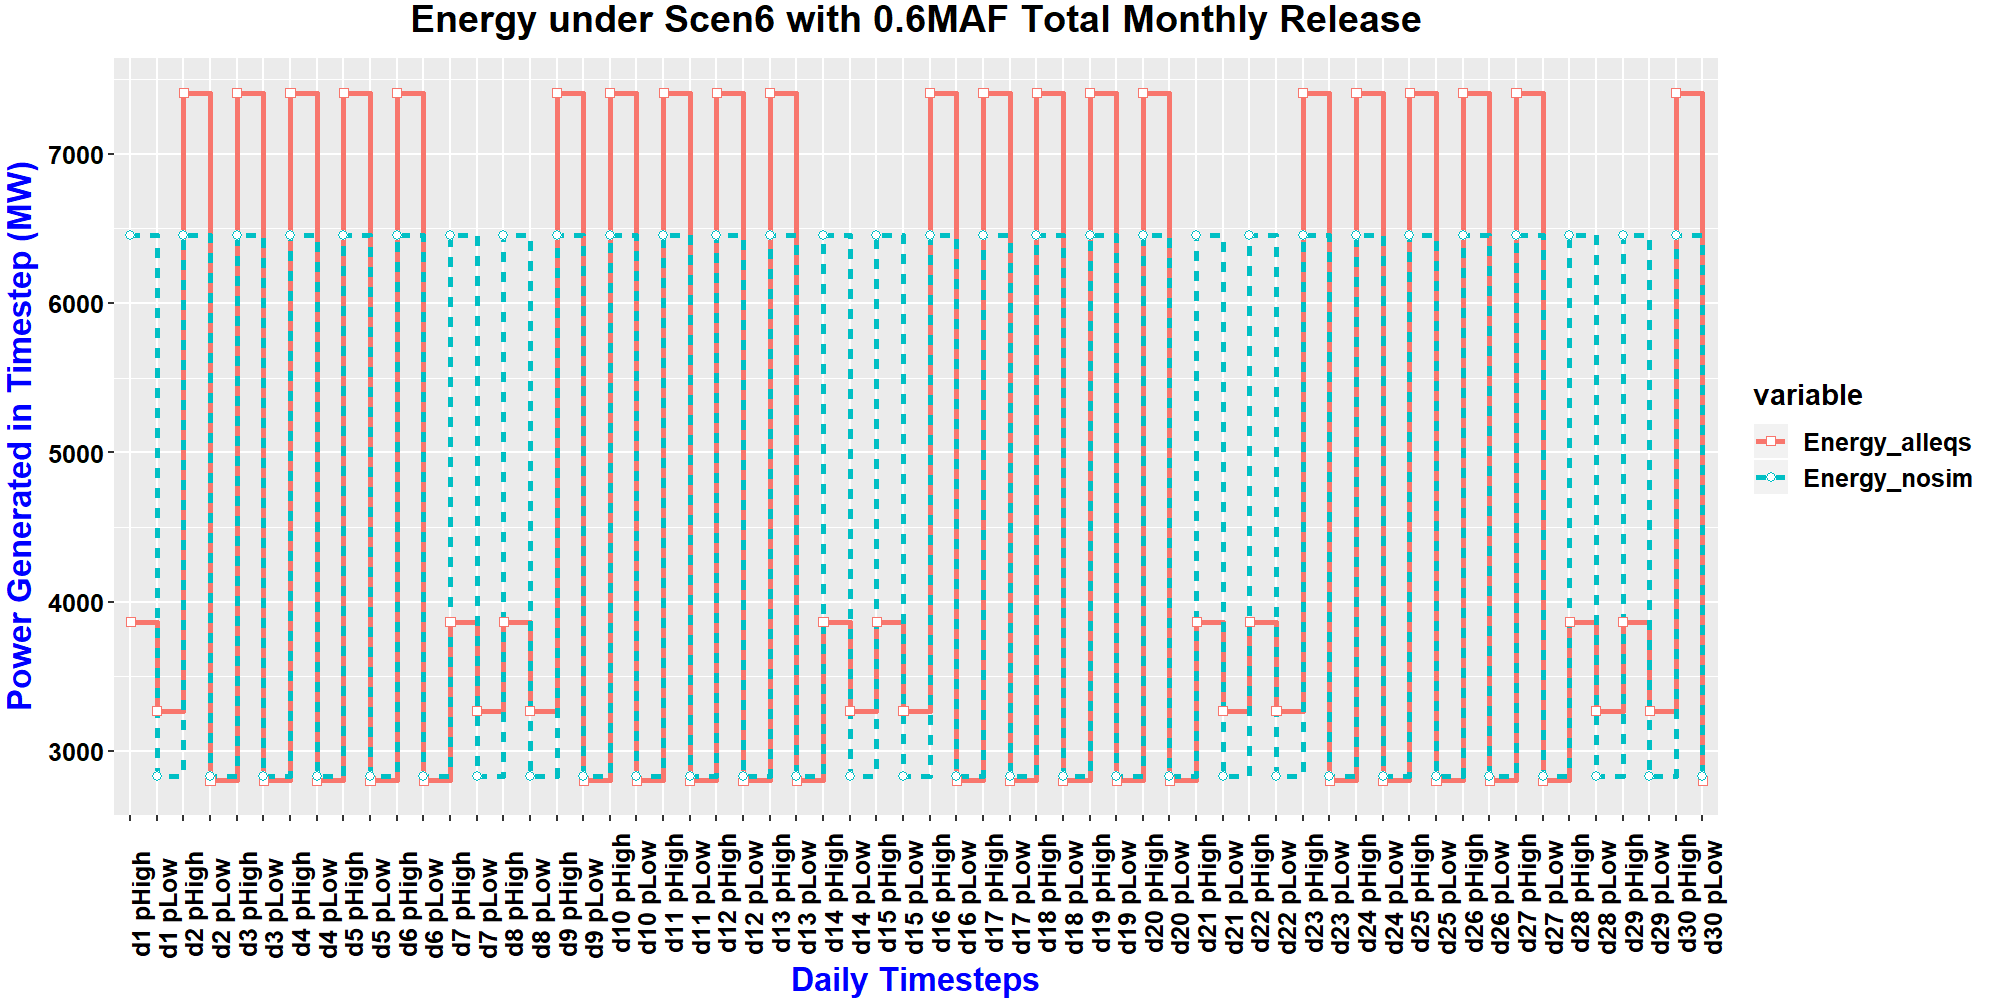 Energy under Scen6 with 0.6MAF Total Monthly Release
Power Generated in Timestep (MW)
7000
6000
5000
4000
3000
d1 pHigh
d1 pLow
d2 pHigh
d2 pLow
d3 pHigh
d3 pLow
d4 pHigh
d4 pLow
d5 pHigh
d5 pLow
d6 pHigh
d6 pLow
d7 pHigh
d7 pLow
d8 pHigh
d8 pLow
d9 pHigh
d9 pLow
d10 pHigh
d10 pLow
d11 pHigh
d11 pLow
d12 pHigh
d12 pLow
d13 pHigh
d13 pLow
d14 pHigh
d14 pLow
d15 pHigh
d15 pLow
d16 pHigh
d16 pLow
d17 pHigh
d17 pLow
d18 pHigh
d18 pLow
d19 pHigh
d19 pLow
d20 pHigh
d20 pLow
d21 pHigh
d21 pLow
d22 pHigh
d22 pLow
d23 pHigh
d23 pLow
d24 pHigh
d24 pLow
d25 pHigh
d25 pLow
d26 pHigh
d26 pLow
d27 pHigh
d27 pLow
d28 pHigh
d28 pLow
d29 pHigh
d29 pLow
d30 pHigh
d30 pLow
Daily Timesteps
variable
Energy_alleqs
Energy_nosim